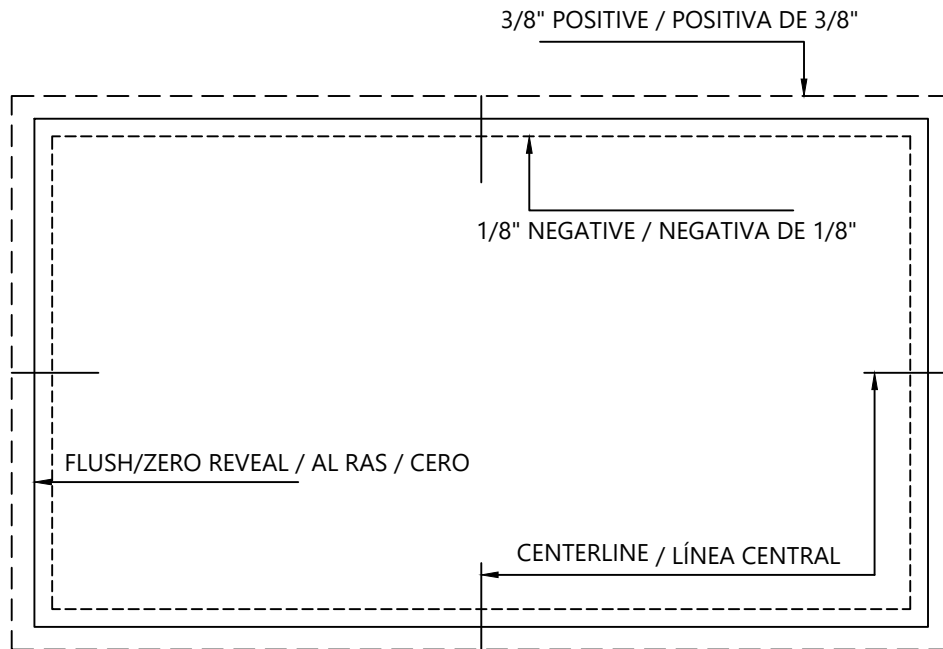 3/8" POSITIVE / POSITIVA DE 3/8"
1/8" NEGATIVE / NEGATIVA DE 1/8"
FLUSH/ZERO REVEAL / AL RAS / CERO
CENTERLINE / LÍNEA CENTRAL